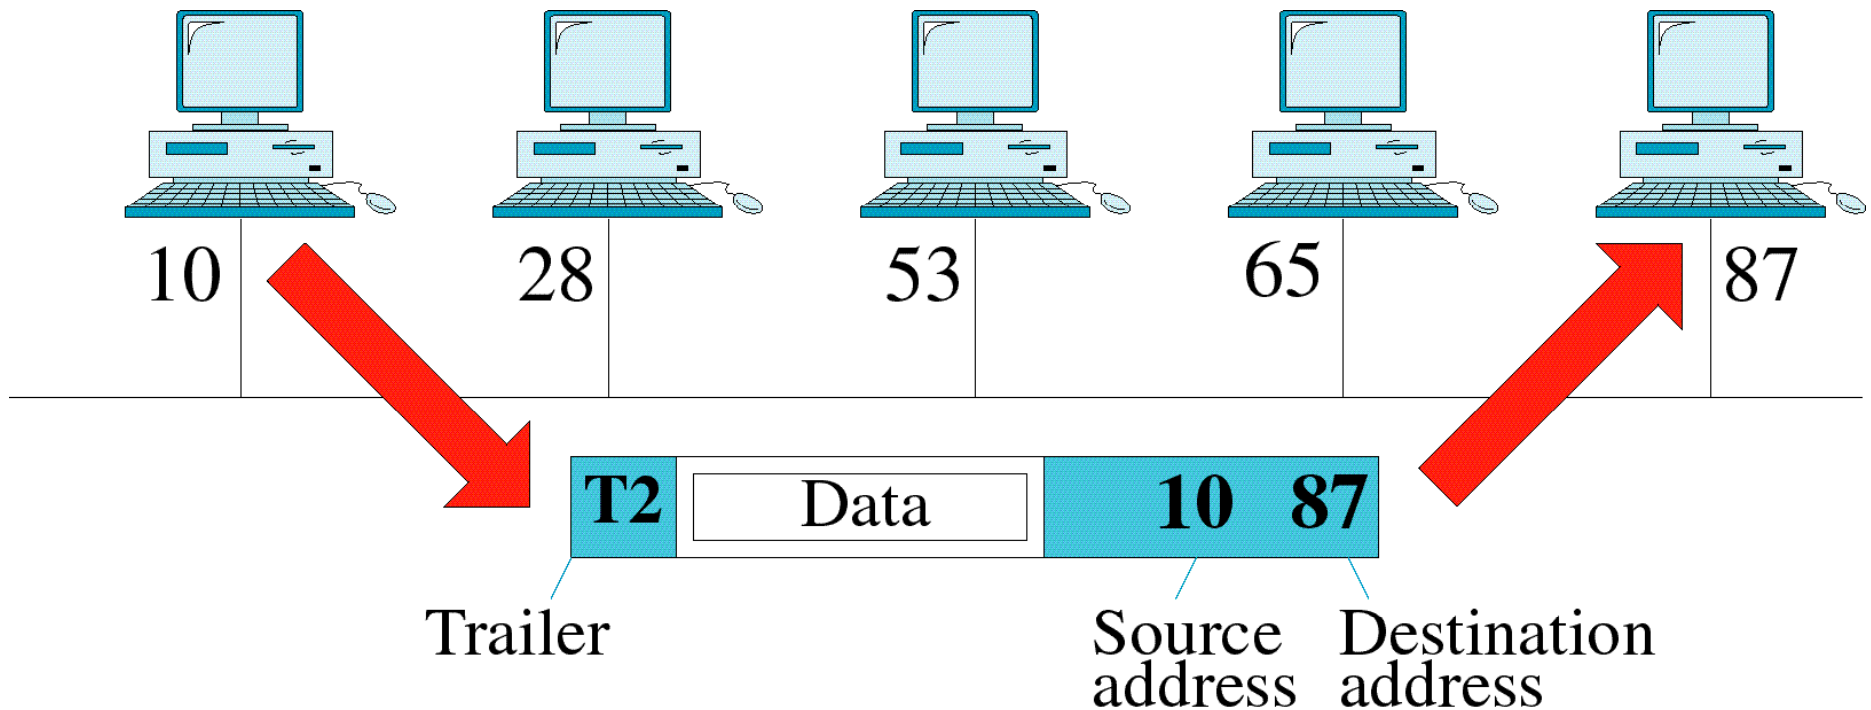 10 28 53 65 87
T2 Data 10 87
Trailer Source Destination
address address